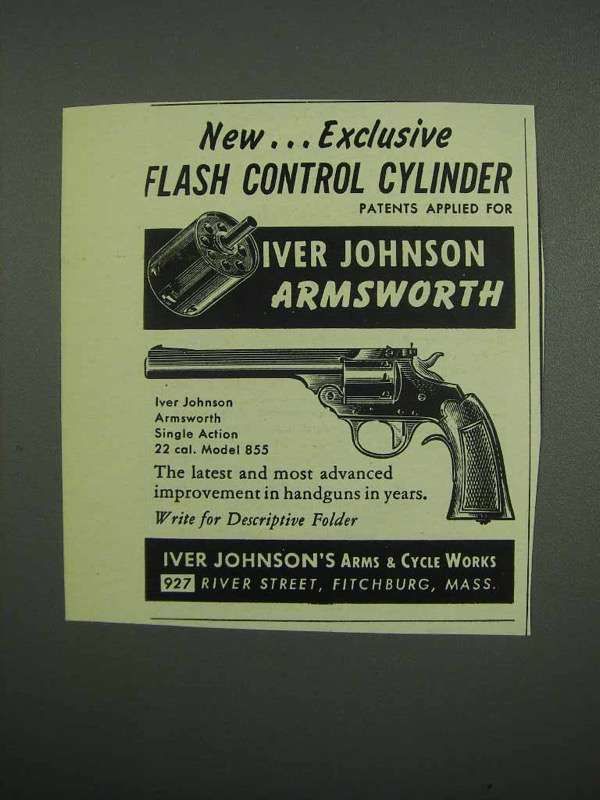 New... Exclusive
FLASH CONTROL CYLINDER
PATENTS APPLIED FOR
IVER JOHNSON
ARMSWORTH
Iver Johnson
Armsworth
Single Action
22 cal. Model 855
The latest and most advanced
improvement in handguns in years.
Write for Descriptive Folder
IVER JOHNSON'S ARMS & CYCLE WORKS
927 RIVER STREET, FITCHBURG, MASS.